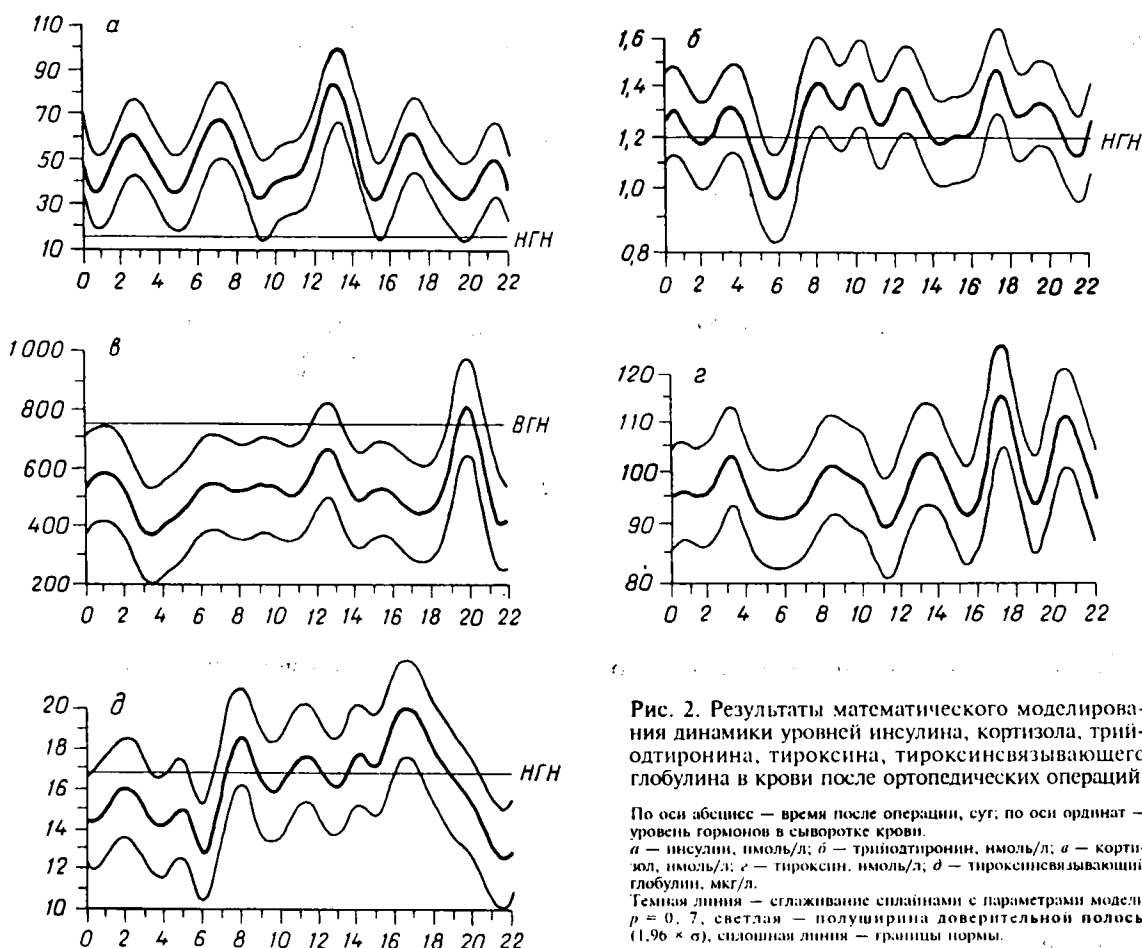 а
110
90
70
50
30
10
НГН
0 2 4 6 8 10 12 14 16 18 20 22
б
1,6
1,4
1,2
1,0
0,8
НГН
0 2 4 6 8 10 12 14 16 18 20 22
в
1000
800
600
400
200
ВГН
0 2 4 6 8 10 12 14 16 18 20 22
г
120
110
100
90
80
0 2 4 6 8 10 12 14 16 18 20 22
д
20
18
16
14
12
10
НГН
0 2 4 6 8 10 12 14 16 18 20 22
Рис. 2. Результаты математического моделирова-
ния динамики уровней инсулина, кортизола, трий-
одтиронина, тироксина, тироксинсвязывающего
глобулина в крови после ортопедических операций
По оси абсцисс — время после операции, сут; по оси ординат —
уровень гормонов в сыворотке крови.
а — инсулин, нмоль/л; б — трийодтиронин, нмоль/л; в — корти-
зол, нмоль/л; г — тироксин, нмоль/л; д — тироксинсвязывающий
глобулин, мкг/л.
Темная линия — сглаживание сплайнами с параметрами модели
p = 0, 7, светлая — полуширина доверительной полосы
(1,96 × σ), сплошная линия — границы нормы.